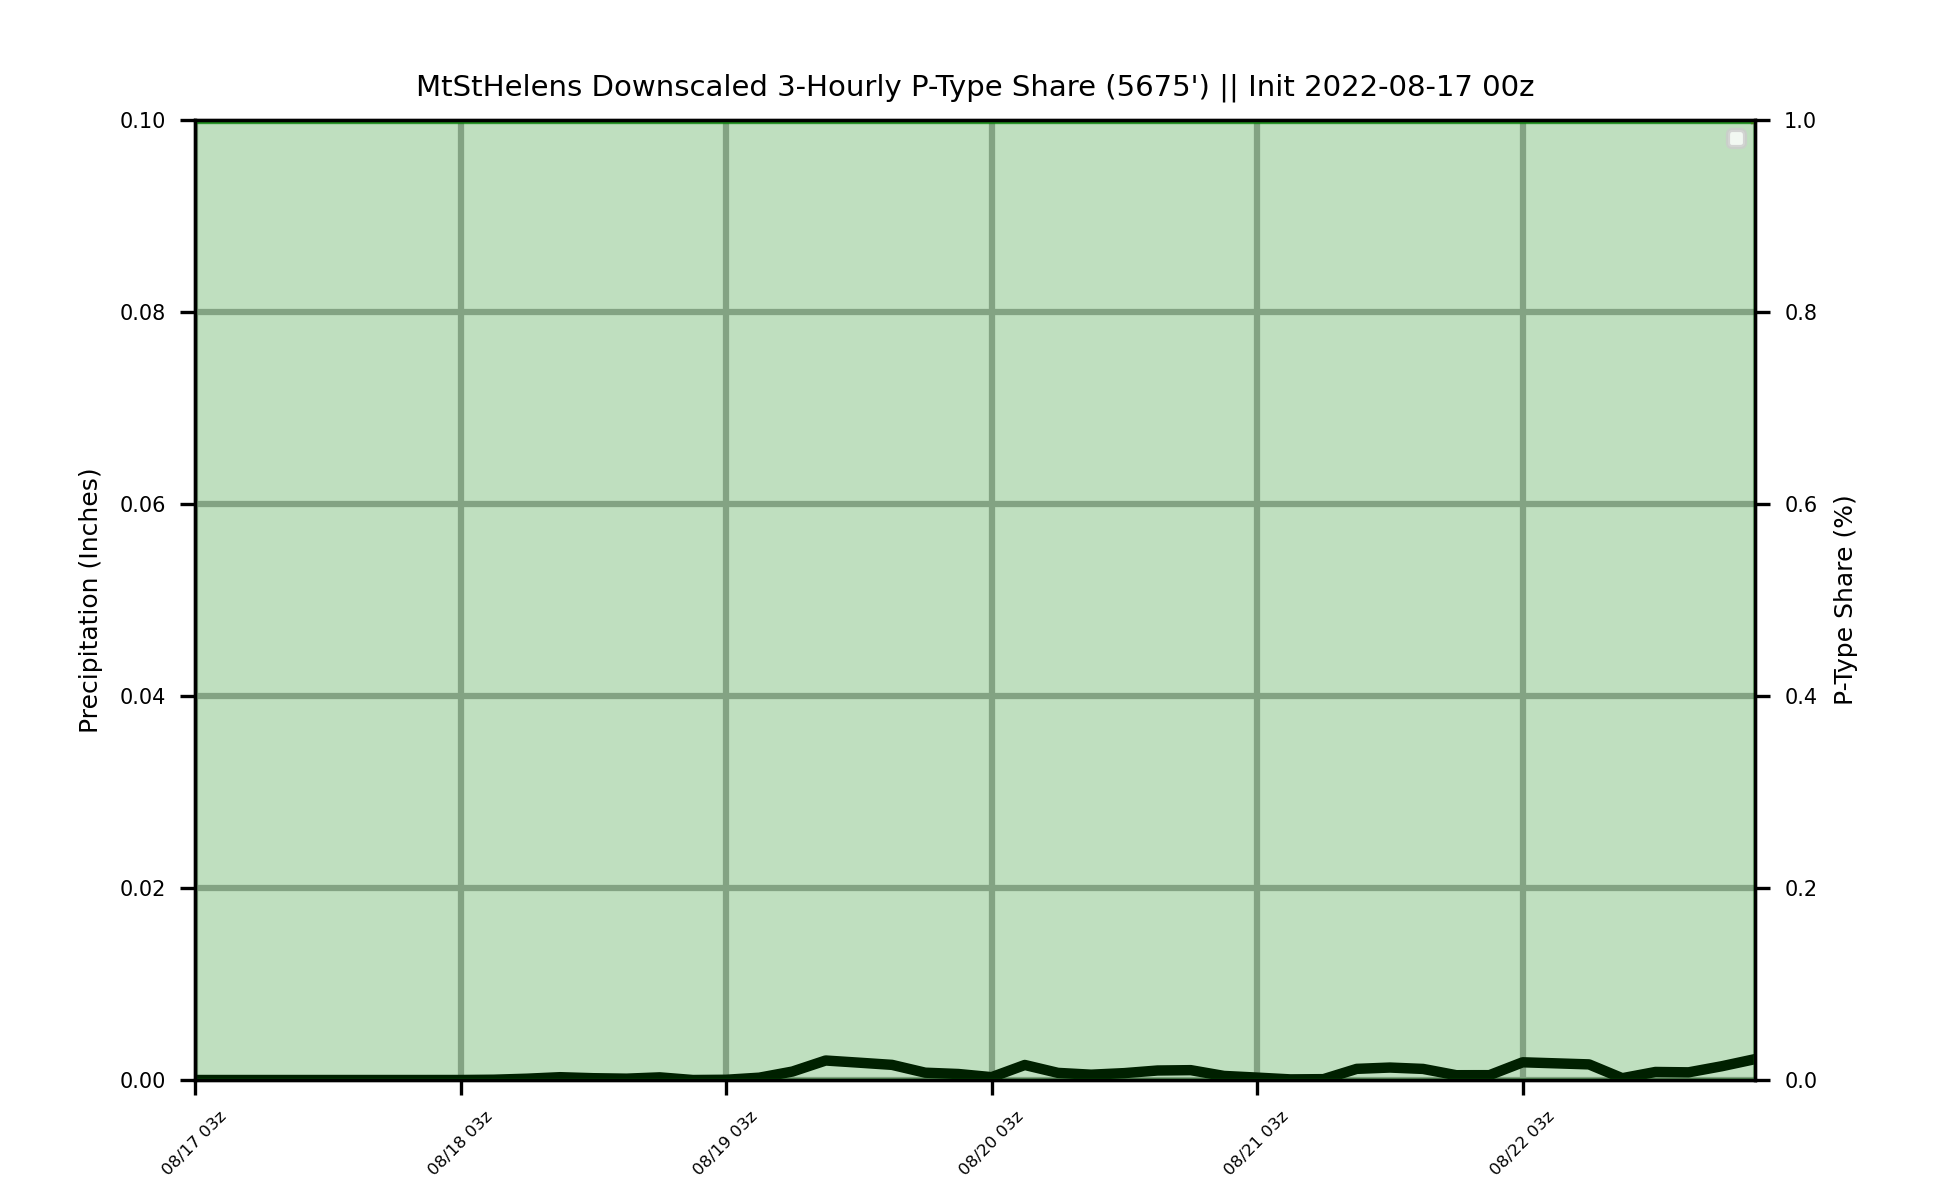 MtStHelens Downscaled 3-Hourly P-Type Share (5675') || Init 2022-08-17 00z
0.10
0.08
0.06
0.04
0.02
0.00
Precipitation (Inches)
1.0
0.8
0.6
0.4
0.2
0.0
P-Type Share (%)
08/17 03z
08/18 03z
08/19 03z
08/20 03z
08/21 03z
08/22 03z